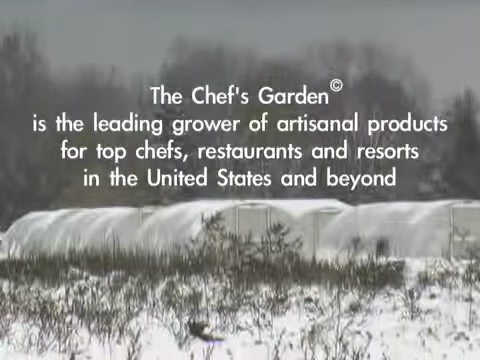 The Chef's Garden©
is the leading grower of artisanal products
for top chefs, restaurants and resorts
in the United States and beyond